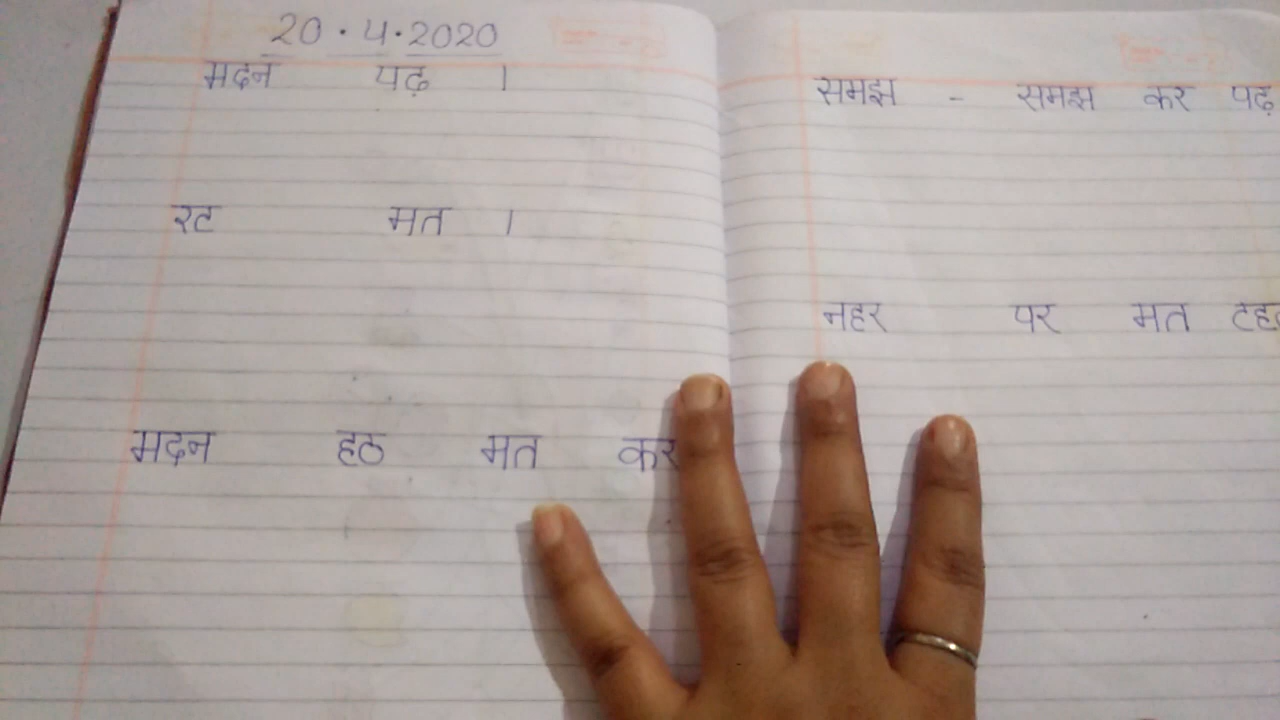 20.4.2020
मदन पढ़ ।
रट मत ।
मदन हठ मत कर
समझ - समझ कर पढ़
नहर पर मत